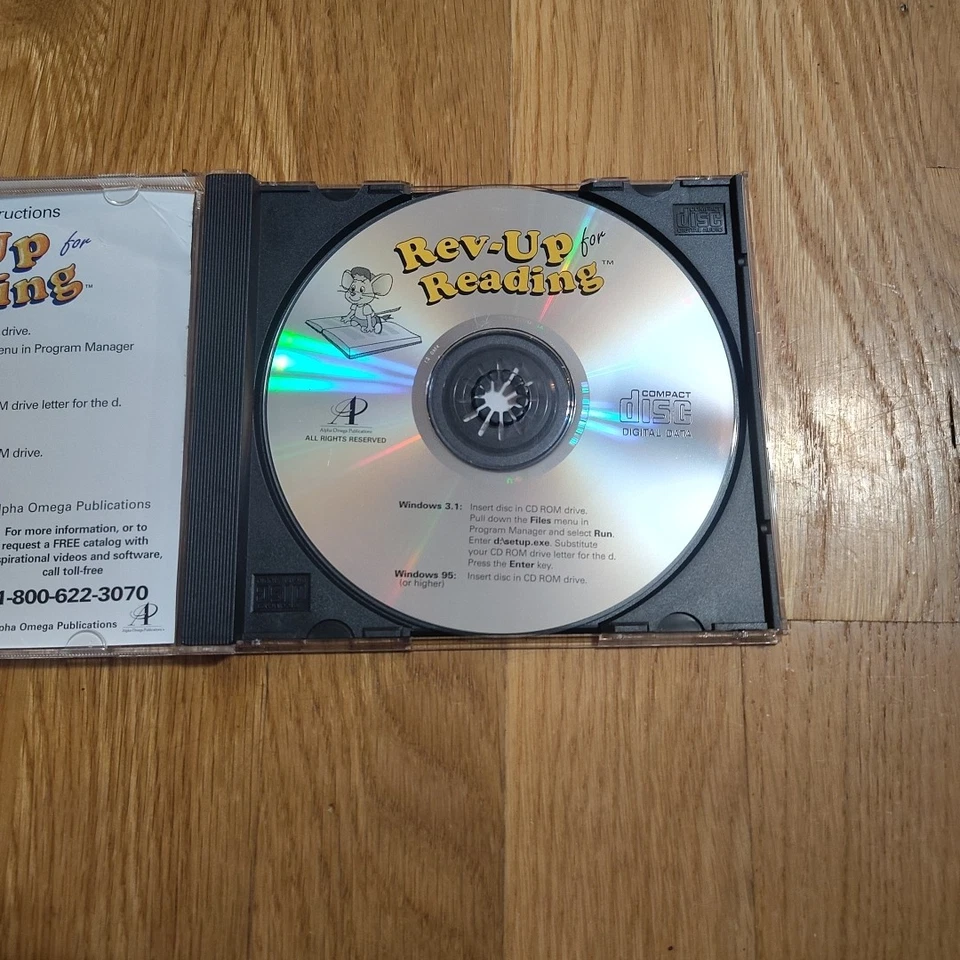 ructions
Up for
ing™
drive.
enu in Program Manager
M drive letter for the d.
M drive.
lpha Omega Publications
For more information, or to
request a FREE catalog with
spirational videos and software,
call toll-free
1-800-622-3070
lpha Omega Publications
Rev-Up for
Reading™
Alpha Omega Publications
ALL RIGHTS RESERVED
COMPACT
disc
DIGITAL DATA
Windows 3.1: Insert disc in CD ROM drive.
Pull down the Files menu in
Program Manager and select Run.
Enter d:\setup.exe. Substitute
your CD ROM drive letter for the d.
Press the Enter key.
Windows 95: Insert disc in CD ROM drive.
(or higher)
COMPACT
disc
DIGITAL AUDIO